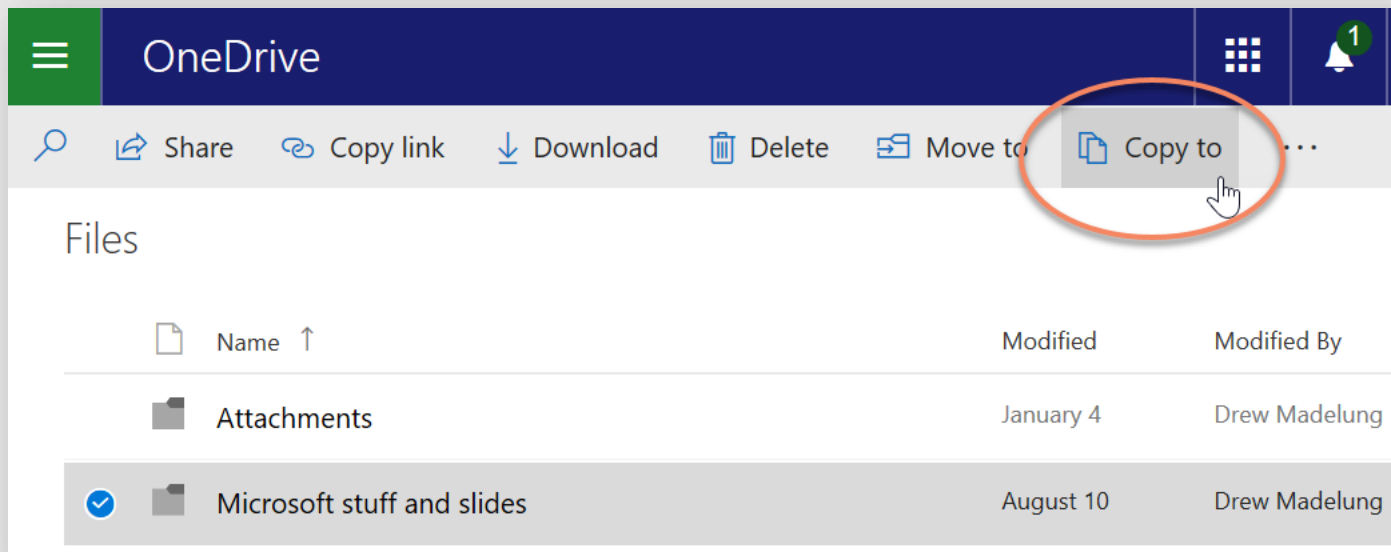 OneDrive 1
Share Copy link Download Delete Move to Copy to ...
Files
Name Modified Modified By
Attachments January 4 Drew Madelung
Microsoft stuff and slides August 10 Drew Madelung